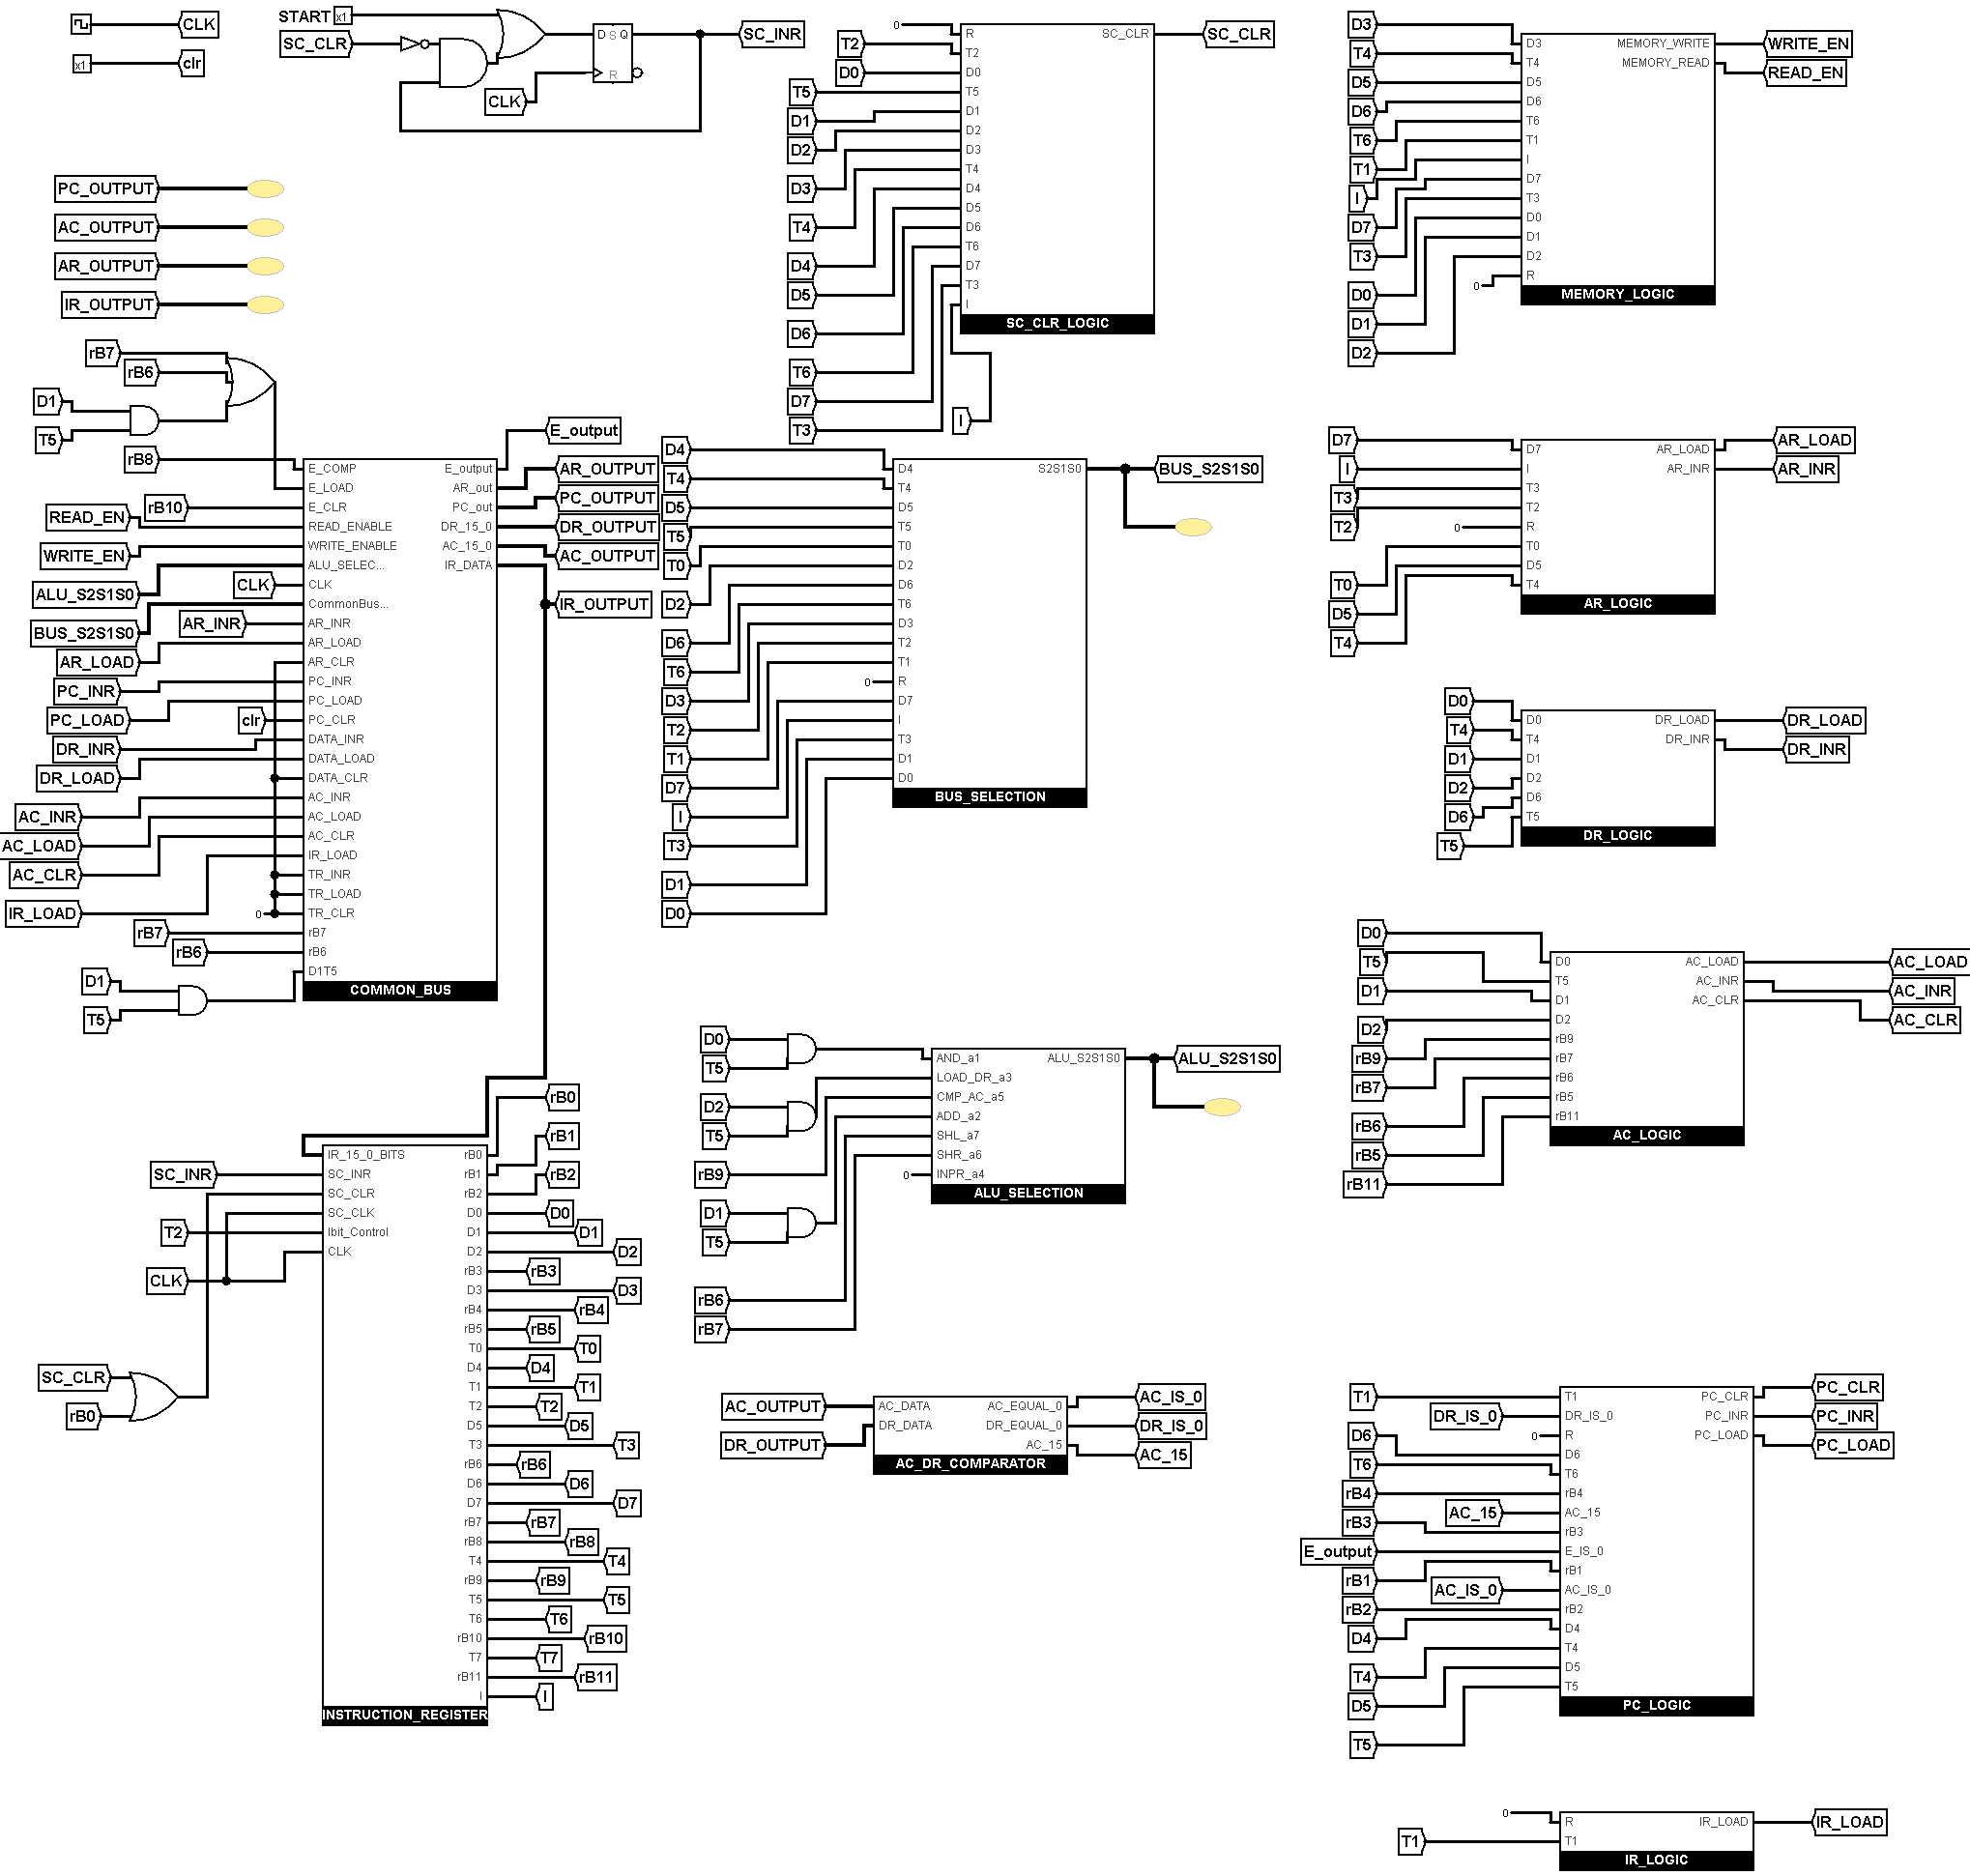 CLK
x1
clr
START
x1
SC_CLR
D S Q
R
CLK
SC_INR
PC_OUTPUT
AC_OUTPUT
AR_OUTPUT
IR_OUTPUT
0
T2
D0
T5
D1
D2
D3
T4
D4
D5
D6
T6
D7
T3
I
R
T2
D0
T5
D1
D2
D3
T4
D4
D5
D6
T6
D7
T3
I
SC_CLR
SC_CLR_LOGIC
SC_CLR
D3
T4
D5
D6
T6
T1
I
D7
T3
D0
D1
D2
0
D3
T4
D5
D6
T6
T1
I
D7
T3
D0
D1
D2
R
MEMORY_WRITE
MEMORY_READ
MEMORY_LOGIC
WRITE_EN
READ_EN
rB7
rB6
D1
T5
rB8
rB10
READ_EN
WRITE_EN
ALU_S2S1S0
CLK
BUS_S2S1S0
AR_INR
AR_LOAD
PC_INR
PC_LOAD
clr
DR_INR
DR_LOAD
AC_INR
AC_LOAD
AC_CLR
IR_LOAD
0
rB7
rB6
D1
T5
E_COMP
E_LOAD
E_CLR
READ_ENABLE
WRITE_ENABLE
ALU_SELEC...
CLK
CommonBus...
AR_INR
AR_LOAD
AR_CLR
PC_INR
PC_LOAD
PC_CLR
DATA_INR
DATA_LOAD
DATA_CLR
AC_INR
AC_LOAD
AC_CLR
IR_LOAD
TR_INR
TR_LOAD
TR_CLR
rB7
rB6
D1T5
E_output
AR_out
PC_out
DR_15_0
AC_15_0
IR_DATA
COMMON_BUS
E_output
AR_OUTPUT
PC_OUTPUT
DR_OUTPUT
AC_OUTPUT
IR_OUTPUT
D4
T4
D5
T5
T0
D2
D6
T6
D3
T2
T1
D7
I
T3
D1
D0
0
D4
T4
D5
T5
T0
D2
D6
T6
D3
T2
T1
R
D7
I
T3
D1
D0
S2S1S0
BUS_SELECTION
BUS_S2S1S0
D7
I
T3
T2
0
T0
D5
T4
D7
I
T3
T2
R
T0
D5
T4
AR_LOAD
AR_INR
AR_LOGIC
AR_LOAD
AR_INR
D0
T4
D1
D2
D6
T5
D0
T4
D1
D2
D6
T5
DR_LOAD
DR_INR
DR_LOGIC
DR_LOAD
DR_INR
D0
T5
D1
D2
rB9
rB7
rB6
rB5
rB11
D0
T5
D1
D2
rB9
rB7
rB6
rB5
rB11
AC_LOAD
AC_INR
AC_CLR
AC_LOGIC
AC_LOAD
AC_INR
AC_CLR
D0
T5
D2
T5
rB9
D1
T5
rB6
rB7
0
AND_a1
LOAD_DR_a3
CMP_AC_a5
ADD_a2
SHL_a7
SHR_a6
INPR_a4
ALU_S2S1S0
ALU_SELECTION
ALU_S2S1S0
SC_INR
T2
CLK
SC_CLR
rB0
IR_15_0_BITS
SC_INR
SC_CLR
SC_CLK
Ibit_Control
CLK
rB0
rB1
rB2
D0
D1
D2
rB3
D3
rB4
rB5
T0
D4
T1
T2
D5
T3
rB6
D6
D7
rB7
rB8
T4
rB9
T5
T6
rB10
T7
rB11
I
INSTRUCTION_REGISTER
rB0
rB1
rB2
D0
D1
D2
rB3
D3
rB4
rB5
T0
D4
T1
T2
D5
T3
rB6
D6
D7
rB7
rB8
T4
rB9
T5
T6
rB10
T7
rB11
I
AC_OUTPUT
DR_OUTPUT
AC_DATA
DR_DATA
AC_EQUAL_0
DR_EQUAL_0
AC_15
AC_DR_COMPARATOR
AC_IS_0
DR_IS_0
AC_15
T1
DR_IS_0
0
D6
T6
rB4
AC_15
rB3
E_output
rB1
AC_IS_0
rB2
D4
T4
D5
T5
T1
DR_IS_0
R
D6
T6
rB4
AC_15
rB3
E_IS_0
rB1
AC_IS_0
rB2
D4
T4
D5
T5
PC_CLR
PC_INR
PC_LOAD
PC_LOGIC
PC_CLR
PC_INR
PC_LOAD
0
T1
R
T1
IR_LOAD
IR_LOGIC
IR_LOAD